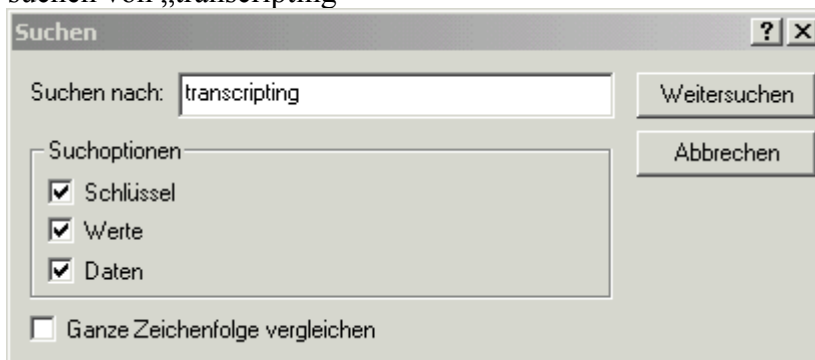 suchen von „transcripting“
Suchen
Suchen nach: transcripting
Weitersuchen
Suchoptionen
Abbrechen
Schlüssel
Werte
Daten
Ganze Zeichenfolge vergleichen